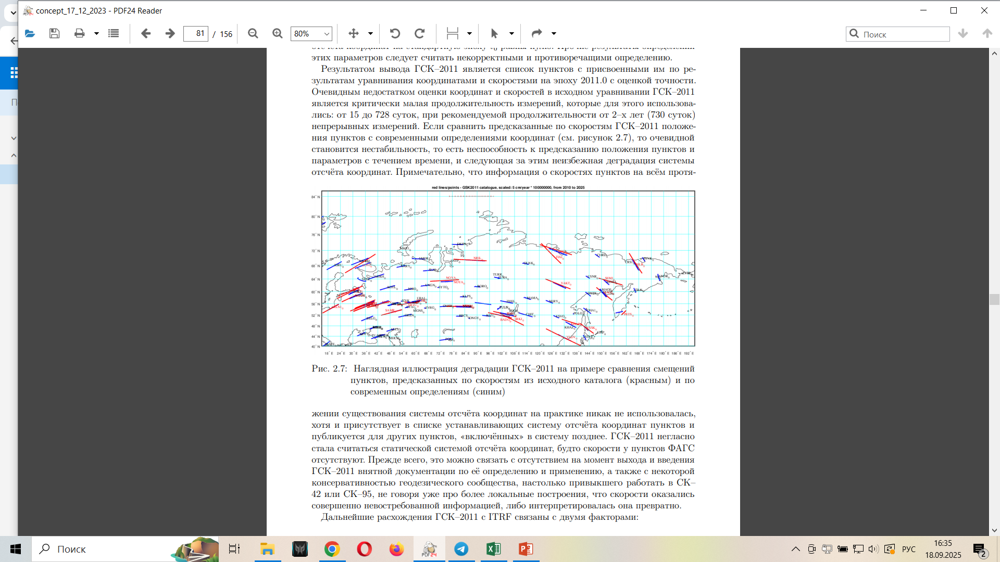 concept_17_12_2023 - PDF24 Reader
81 / 156
80%
Поиск
этих параметров следует считать некорректными и противоречащими определению.
Результатом вывода ГСК–2011 является список пунктов с присвоенными им по ре-
зультатам уравнивания координатами и скоростями на эпоху 2011.0 с оценкой точности.
Очевидным недостатком оценки координат и скоростей в исходном уравнивании ГСК–2011
является критически малая продолжительность измерений, которые для этого использова-
лись: от 15 до 728 суток, при рекомендуемой продолжительности от 2–х лет (730 суток)
непрерывных измерений. Если сравнить предсказанные по скоростям ГСК–2011 положе-
ния пунктов с современными определениями координат (см. рисунок 2.7), то очевидной
становится нестабильность, то есть неспособность к предсказанию положения пунктов и
параметров с течением времени, и следующая за этим неизбежная деградация системы
отсчёта координат. Примечательно, что информация о скоростях пунктов на всём протя-
red lines/points - GSK2011 catalogue, scaled: 5 cm/year * 100000000, from 2010 to 2025
84° N
80° N
76° N
72° N
68° N
64° N
60° N
56° N
52° N
48° N
44° N
40° N
NOYA
YAKT
TIXI
SAMR
MAMA
CHIT
18° E 24° E 30° E 36° E 42° E 48° E 54° E 60° E 66° E 72° E 78° E 84° E 90° E 96° E 102° E 108° E 114° E 120° E 126° E 132° E 138° E 144° E 150° E 156° E 162° E 168° E 174° E 180° E 186° E 192° E
Рис. 2.7: Наглядная иллюстрация деградации ГСК–2011 на примере сравнения смещений
пунктов, предсказанных по скоростям из исходного каталога (красным) и по
современным определениям (синим)
жении существования системы отсчёта координат на практике никак не использовалась,
хотя и присутствует в списке устанавливающих систему отсчёта координат пунктов и
публикуется для других пунктов, «включённых» в систему позднее. ГСК–2011 негласно
стала считаться статической системой отсчёта координат, будто скорости у пунктов ФАГС
отсутствуют. Прежде всего, это можно связать с отсутствием на момент выхода и введения
ГСК–2011 внятной документации по её определению и применению, а также с некоторой
консервативностью геодезического сообщества, настолько привыкшего работать в СК–
42 или СК–95, не говоря уже про более локальные построения, что скорости оказались
совершенно невостребованной информацией, либо интерпретировалась она превратно.
Дальнейшие расхождения ГСК–2011 с ITRF связаны с двумя факторами:
Поиск
PDF24
РУС
16:35
18.09.2025
2